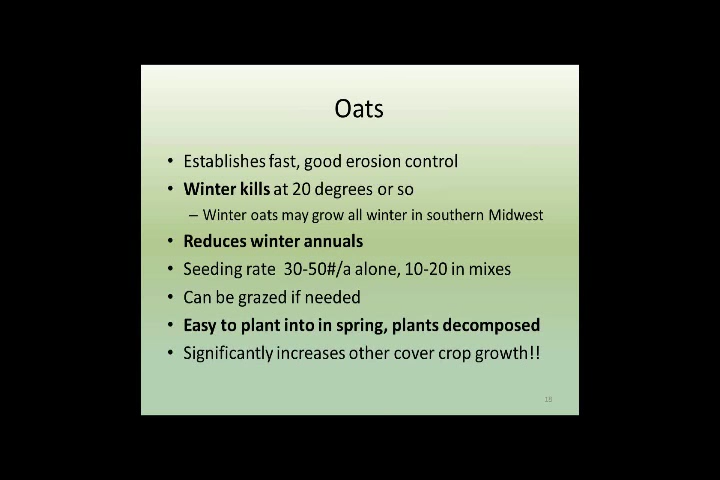 Oats
• Establishes fast, good erosion control
• Winter kills at 20 degrees or so
– Winter oats may grow all winter in southern Midwest
• Reduces winter annuals
• Seeding rate 30-50#/a alone, 10-20 in mixes
• Can be grazed if needed
• Easy to plant into in spring, plants decomposed
• Significantly increases other cover crop growth!!
18